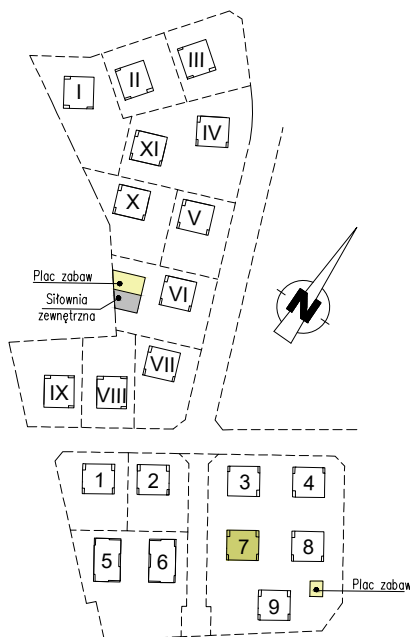 III
II
I
IV
XI
X
V
Plac zabaw
Siłownia
zewnętrzna
VI
N
VII
IX
VIII
1
2
3
4
5
6
7
8
9
Plac zabaw